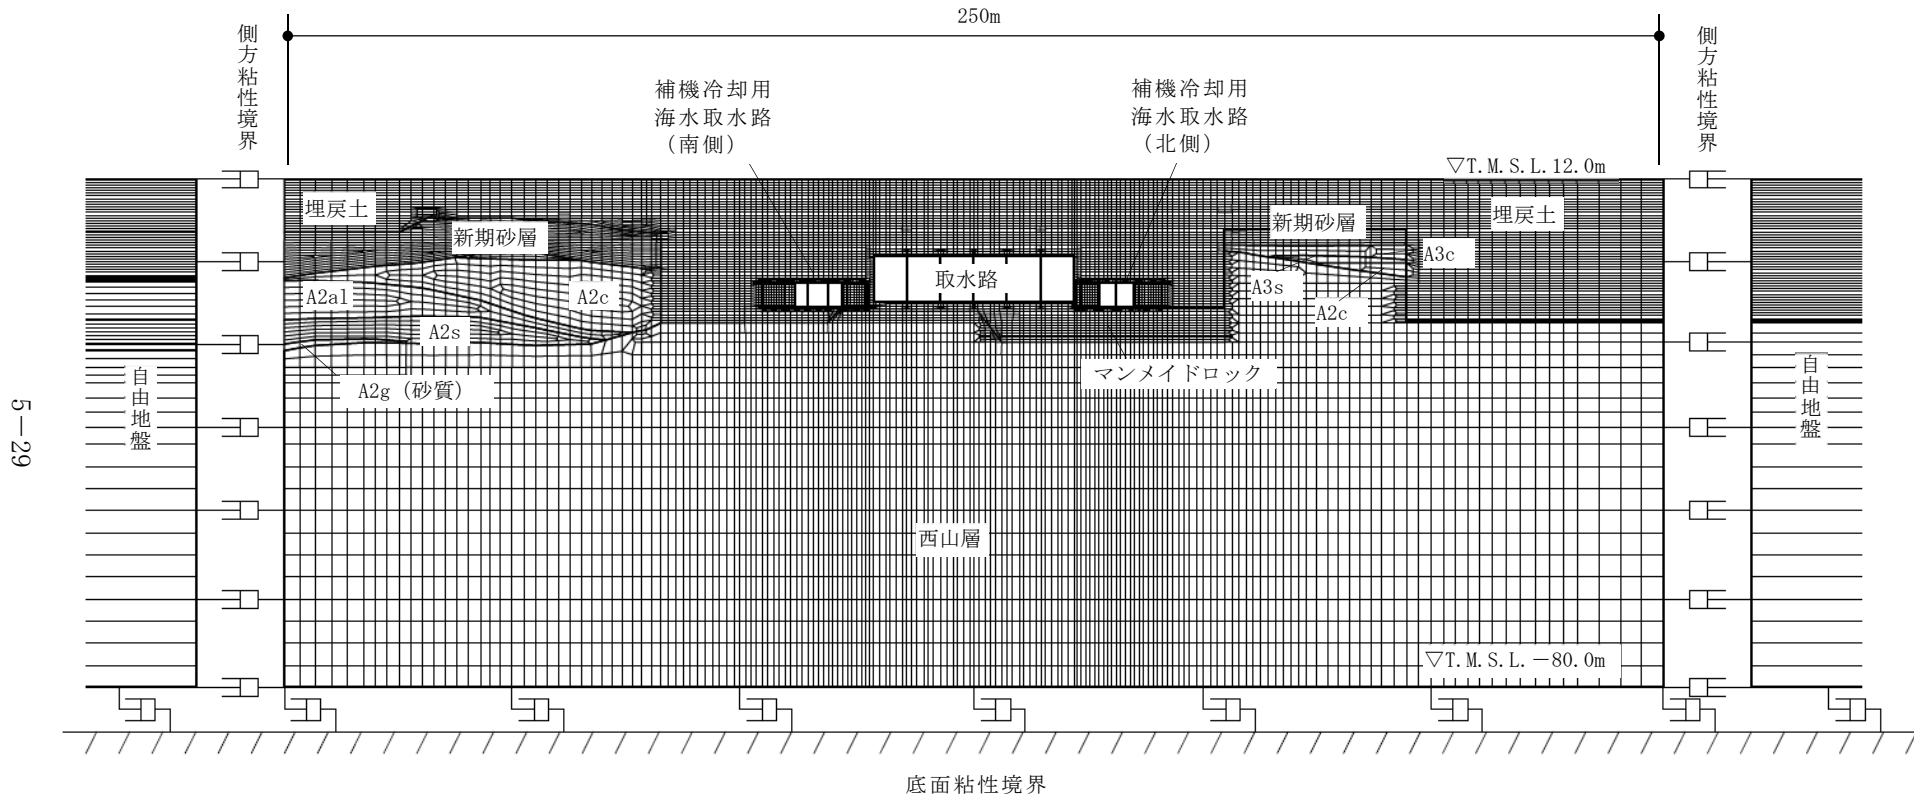 250m
側方粘性境界
側方粘性境界
補機冷却用
海水取水路
（南側）
補機冷却用
海水取水路
（北側）
▽T.M.S.L.12.0m
埋戻土
新期砂層
新期砂層
埋戻土
A3c
取水路
A2al
A2c
A3s
A2c
A2s
マンメイドロック
A2g（砂質）
自由地盤
自由地盤
5－29
西山層
▽T.M.S.L.－80.0m
底面粘性境界